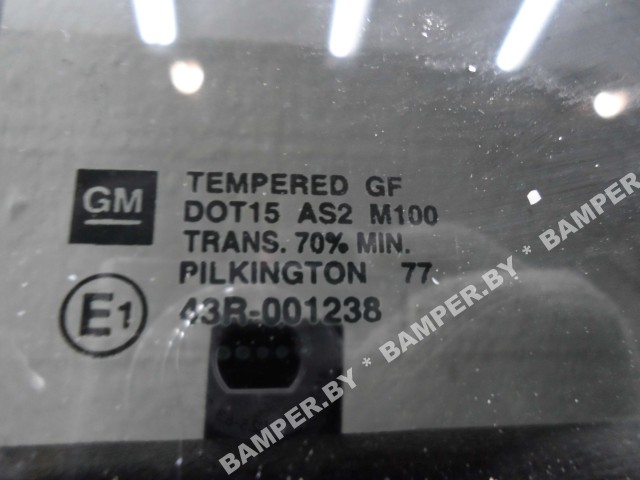 GM
TEMPERED GF
DOT15 AS2 M100
TRANS. 70% MIN.
PILKINGTON 77
E1
43R-001238
BAMPER.BY * BAMPER.BY * BAMPER.BY